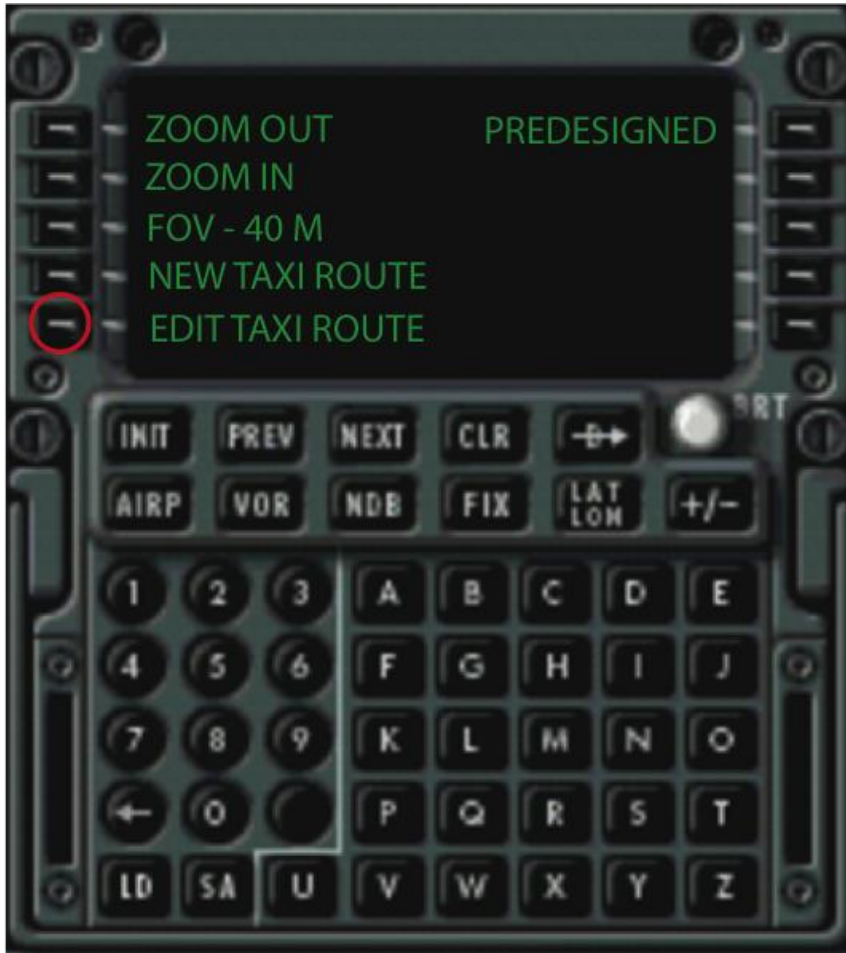 ZOOM OUT PREDESIGNED
ZOOM IN
FOV - 40 M
NEW TAXI ROUTE
EDIT TAXI ROUTE
BRT
INIT PREV NEXT CLR
AIRP VOR NDB FIX LAT LON +/-
1 2 3 A B C D E
4 5 6 F G H I J
7 8 9 K L M N O
0 P Q R S T
LD SA U V W X Y Z